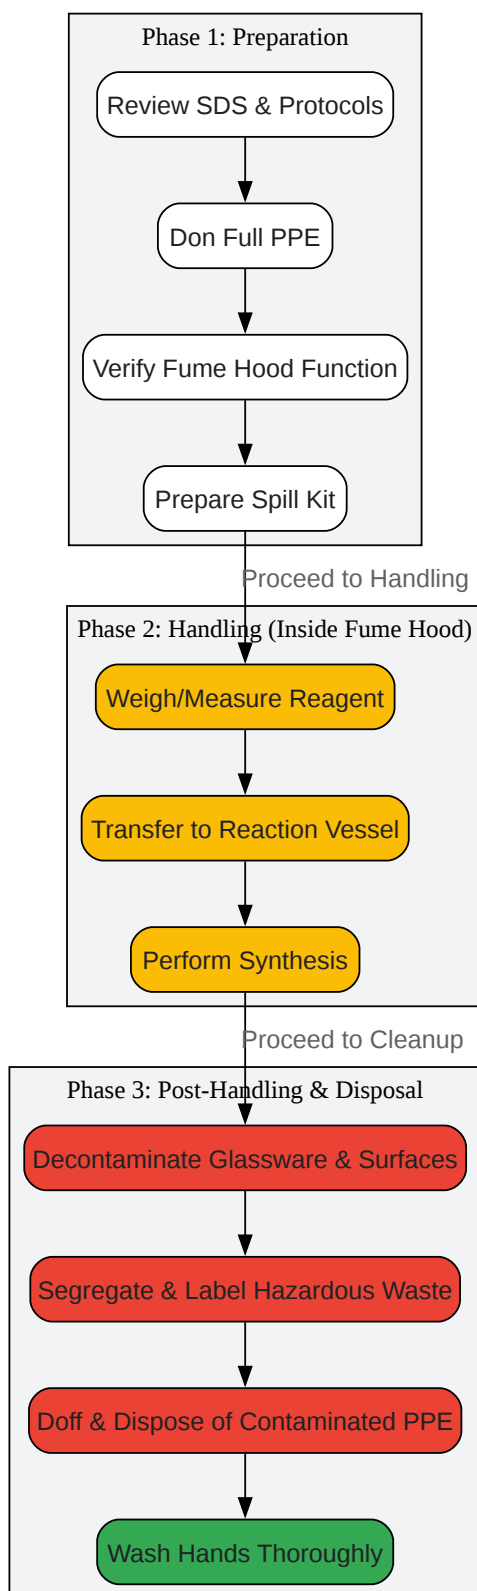 Phase 1: Preparation
Review SDS & Protocols
Don Full PPE
Verify Fume Hood Function
Prepare Spill Kit
Proceed to Handling
Phase 2: Handling (Inside Fume Hood)
Weigh/Measure Reagent
Transfer to Reaction Vessel
Perform Synthesis
Proceed to Cleanup
Phase 3: Post-Handling & Disposal
Decontaminate Glassware & Surfaces
Segregate & Label Hazardous Waste
Doff & Dispose of Contaminated PPE
Wash Hands Thoroughly